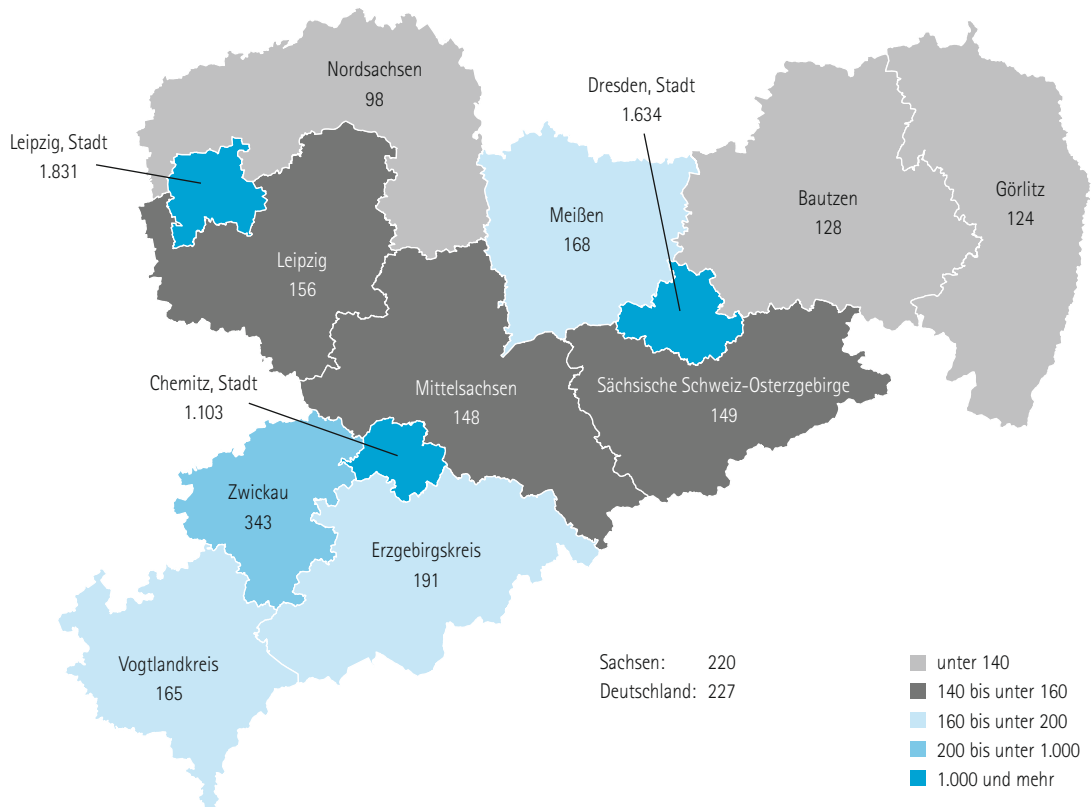 Nordsachsen
98
Dresden, Stadt
1.634
Leipzig, Stadt
1.831
Meißen
168
Bautzen
128
Görlitz
124
Leipzig
156
Chemitz, Stadt
1.103
Mittelsachsen
148
Sächsische Schweiz-Osterzgebirge
149
Zwickau
343
Erzgebirgskreis
191
Vogtlandkreis
165
Sachsen: 220
Deutschland: 227
unter 140
140 bis unter 160
160 bis unter 200
200 bis unter 1.000
1.000 und mehr